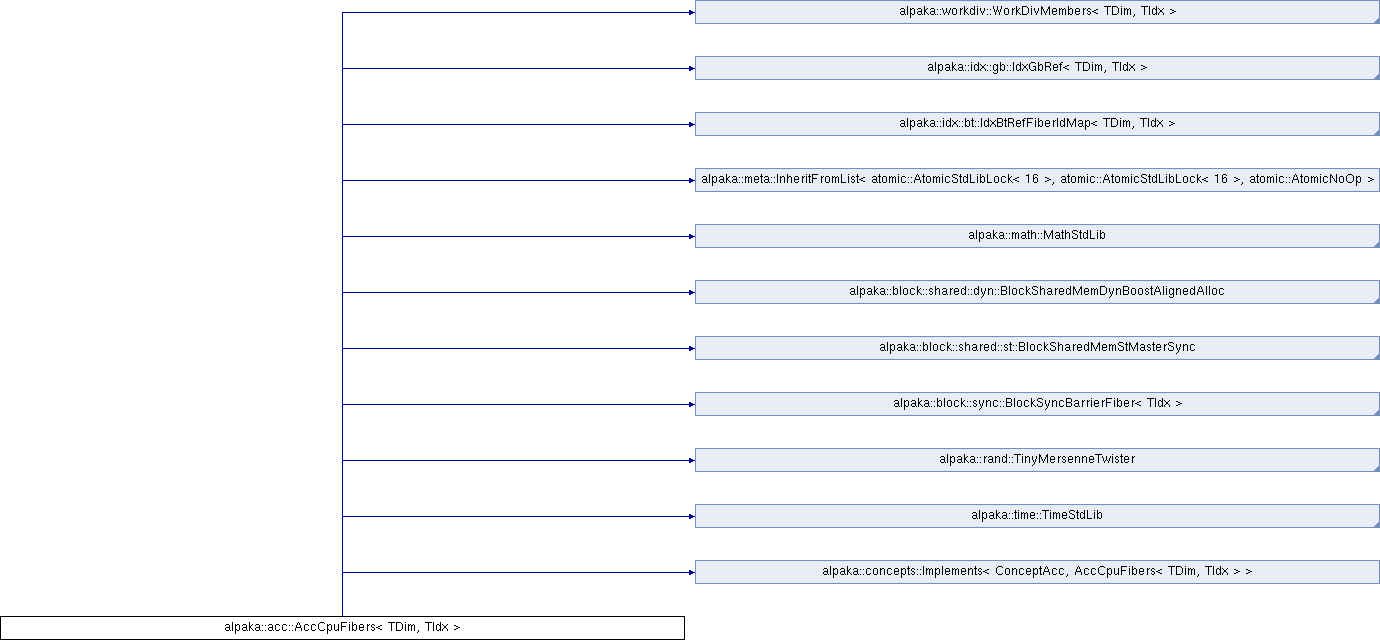 alpaka::workdiv::WorkDivMembers< TDim, TIdx >
alpaka::idx::gb::IdxGbRef< TDim, TIdx >
alpaka::idx::bt::IdxBtRefFiberIdMap< TDim, TIdx >
alpaka::meta::InheritFromList< atomic::AtomicStdLibLock< 16 >, atomic::AtomicStdLibLock< 16 >, atomic::AtomicNoOp >
alpaka::math::MathStdLib
alpaka::block::shared::dyn::BlockSharedMemDynBoostAlignedAlloc
alpaka::block::shared::st::BlockSharedMemStMasterSync
alpaka::block::sync::BlockSyncBarrierFiber< TIdx >
alpaka::rand::TinyMersenneTwister
alpaka::time::TimeStdLib
alpaka::concepts::Implements< ConceptAcc, AccCpuFibers< TDim, TIdx > >
alpaka::acc::AccCpuFibers< TDim, TIdx >